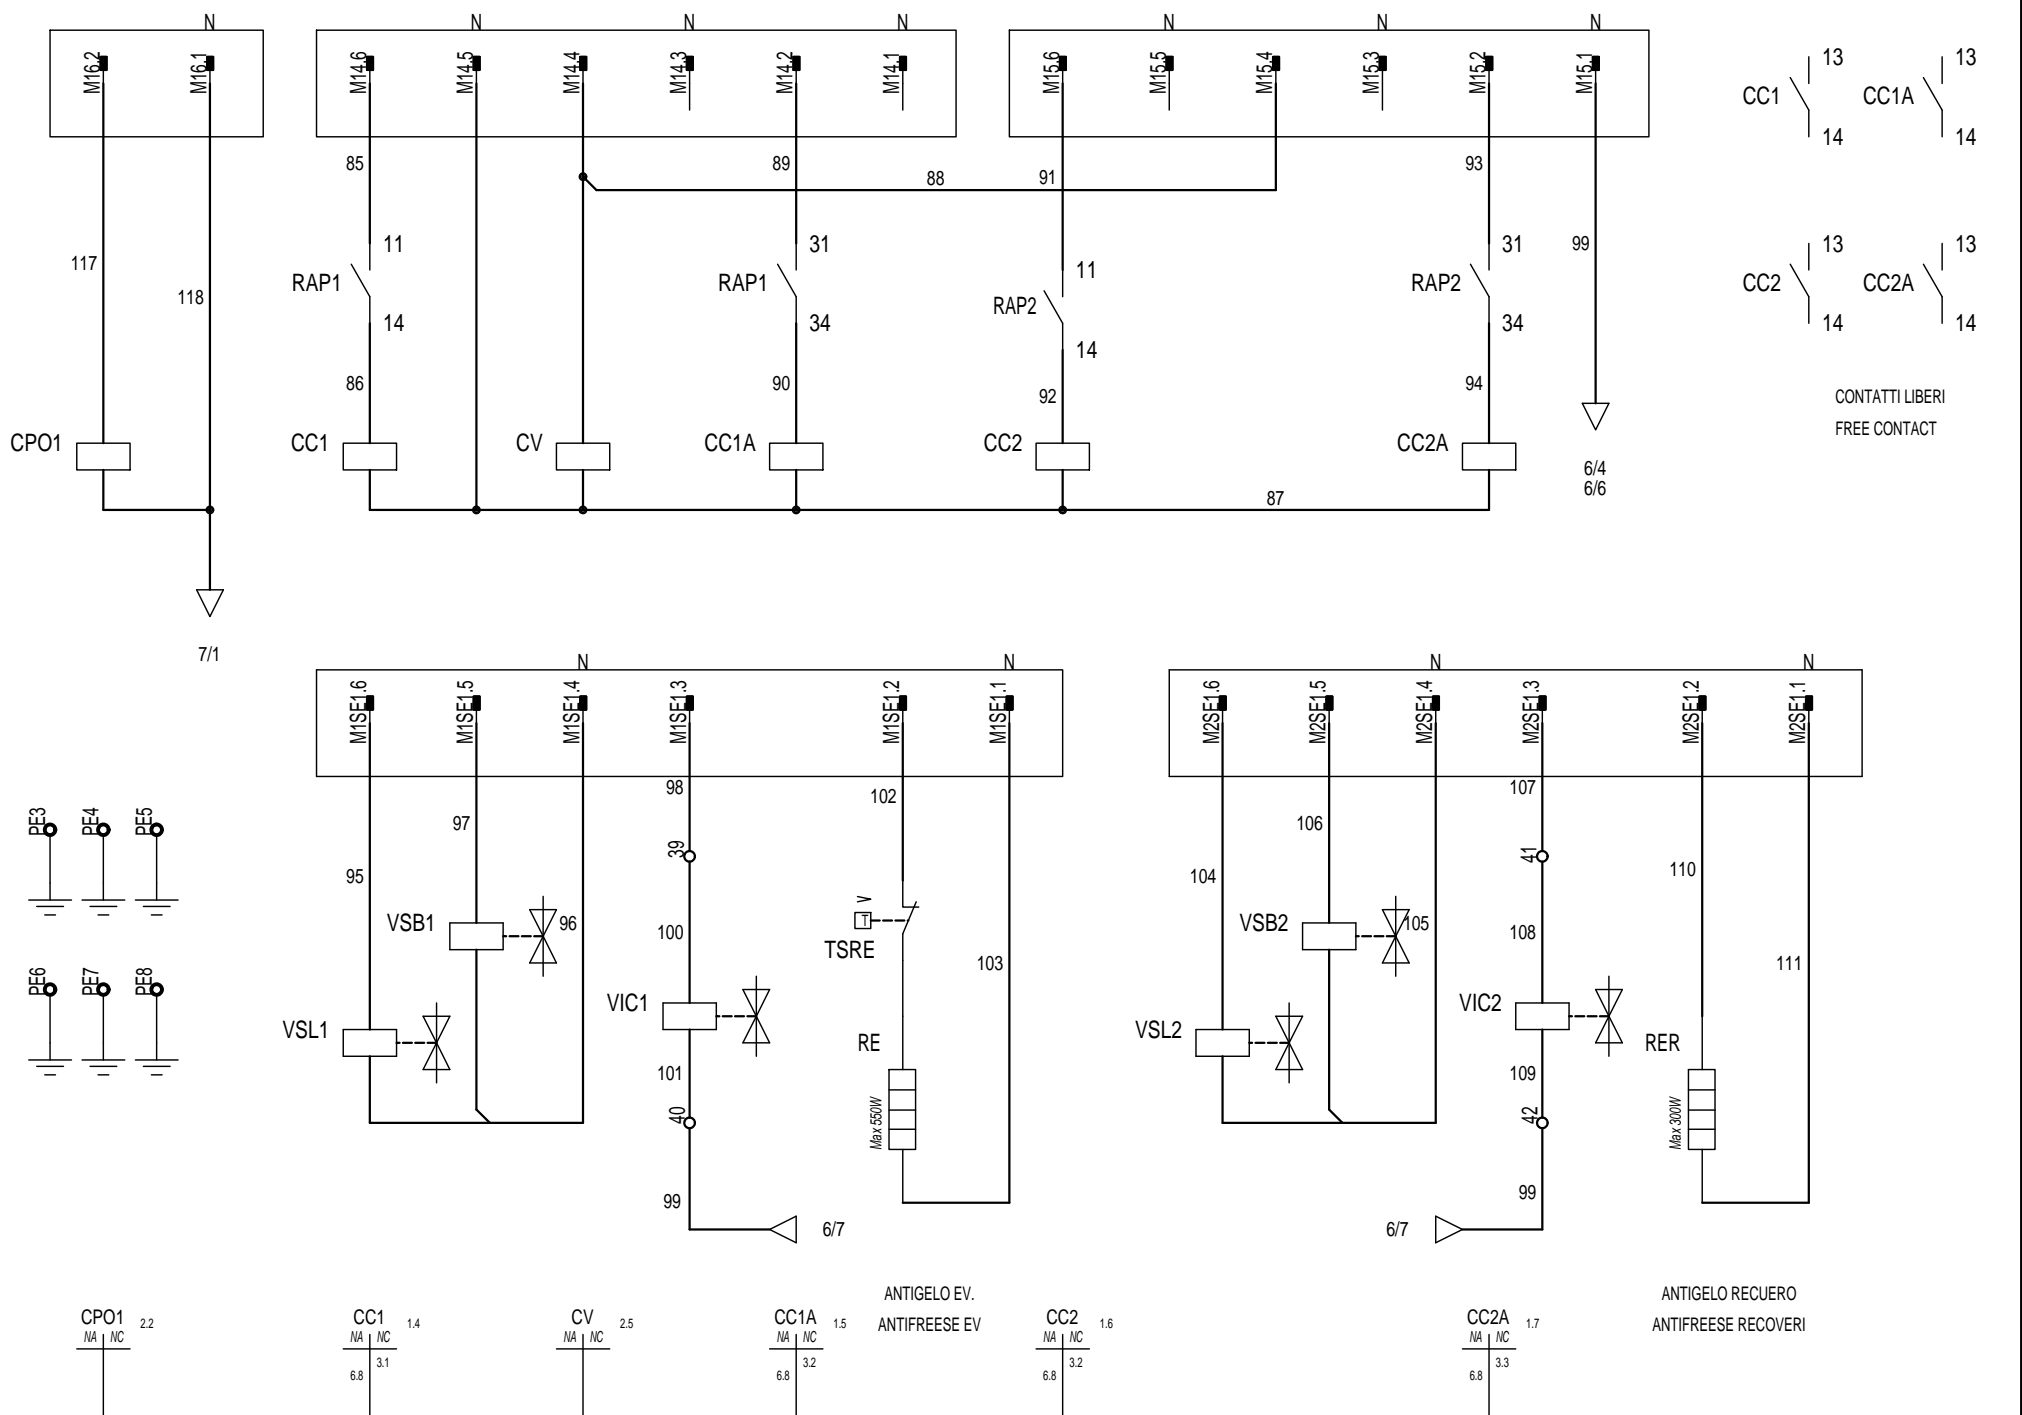 N N N N N N N
M16.2 M16.1 M14.6 M14.5 M14.4 M14.3 M14.2 M14.1 M15.6 M15.5 M15.4 M15.3 M15.2 M15.1
13 13
CC1 CC1A
14 14
85 89 88 91 93
117 118 99
11 31 11 31
RAP1 RAP1 RAP2 RAP2
14 34 14 34
13 13
CC2 CC2A
14 14
86 90 92 94
CONTATTI LIBERI
FREE CONTACT
CPO1 CC1 CV CC1A CC2 CC2A
87
6/4
6/6
7/1
N N N N
M1SE1.6 M1SE1.5 M1SE1.4 M1SE1.3 M1SE1.2 M1SE1.1 M2SE1.6 M2SE1.5 M2SE1.4 M2SE1.3 M2SE1.2 M2SE1.1
98 102 107
PE3 PE4 PE5
97 106
39 41
95 104 110
V
T
VSB1 96 100 VSB2 105 108
TSRE
103 111
PE6 PE7 PE8
VIC1 VIC2
VSL1 RE VSL2 RER
101 109
40 42
Max 550W Max 300W
99 99
6/7 6/7
ANTIGELO EV.
ANTIFREESE EV
ANTIGELO RECUERO
ANTIFREESE RECOVERI
CPO1 2.2
NA NC
CC1 1.4
NA NC
3.1
6.8
CV 2.5
NA NC
CC1A 1.5
NA NC
3.2
6.8
CC2 1.6
NA NC
3.2
6.8
CC2A 1.7
NA NC
3.3
6.8